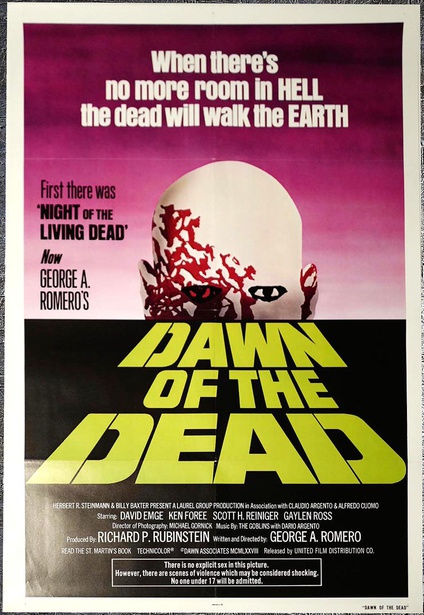 When there's
no more room in HELL
the dead will walk the EARTH
First there was
'NIGHT OF THE
LIVING DEAD'
Now
GEORGE A.
ROMERO'S
DAWN
OF THE
DEAD
HERBERT R. STEINMANN & BILLY BAXTER PRESENT A LAUREL GROUP PRODUCTION in Association with CLAUDIO ARGENTO & ALFREDO CUOMO
Starring: DAVID EMGE KEN FOREE SCOTT H. REINIGER GAYLEN ROSS
Director of Photography: MICHAEL GORNICK Music By: THE GOBLINS with DARIO ARGENTO
Produced By: RICHARD P. RUBINSTEIN Written and Directed by: GEORGE A. ROMERO
READ THE ST. MARTIN'S BOOK TECHNICOLOR® ©DAWN ASSOCIATES MCMLXXVIII Released by UNITED FILM DISTRIBUTION CO.
There is no explicit sex in this picture.
However, there are scenes of violence which may be considered shocking.
No one under 17 will be admitted.
"DAWN OF THE DEAD"